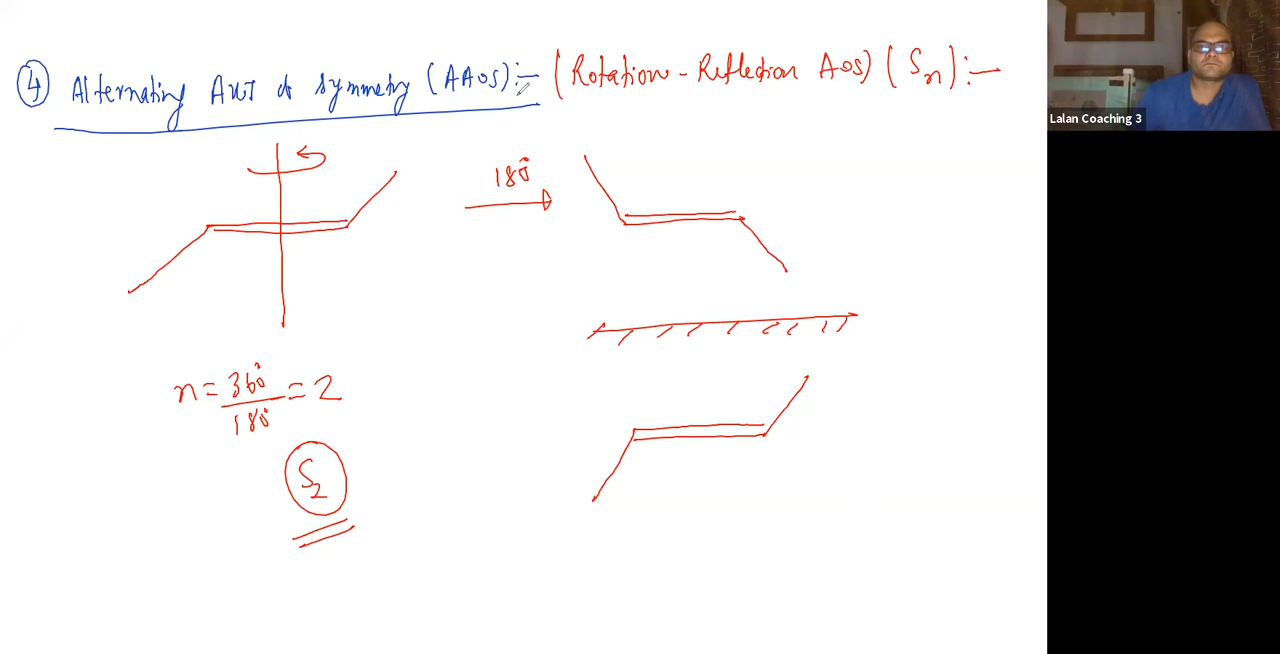 ④ Alternating Axis of symmetry (AAOS):- (Rotation - Reflection AOS) (Sn):-
180°
n = 360°/180° = 2
S2
Lalan Coaching 3